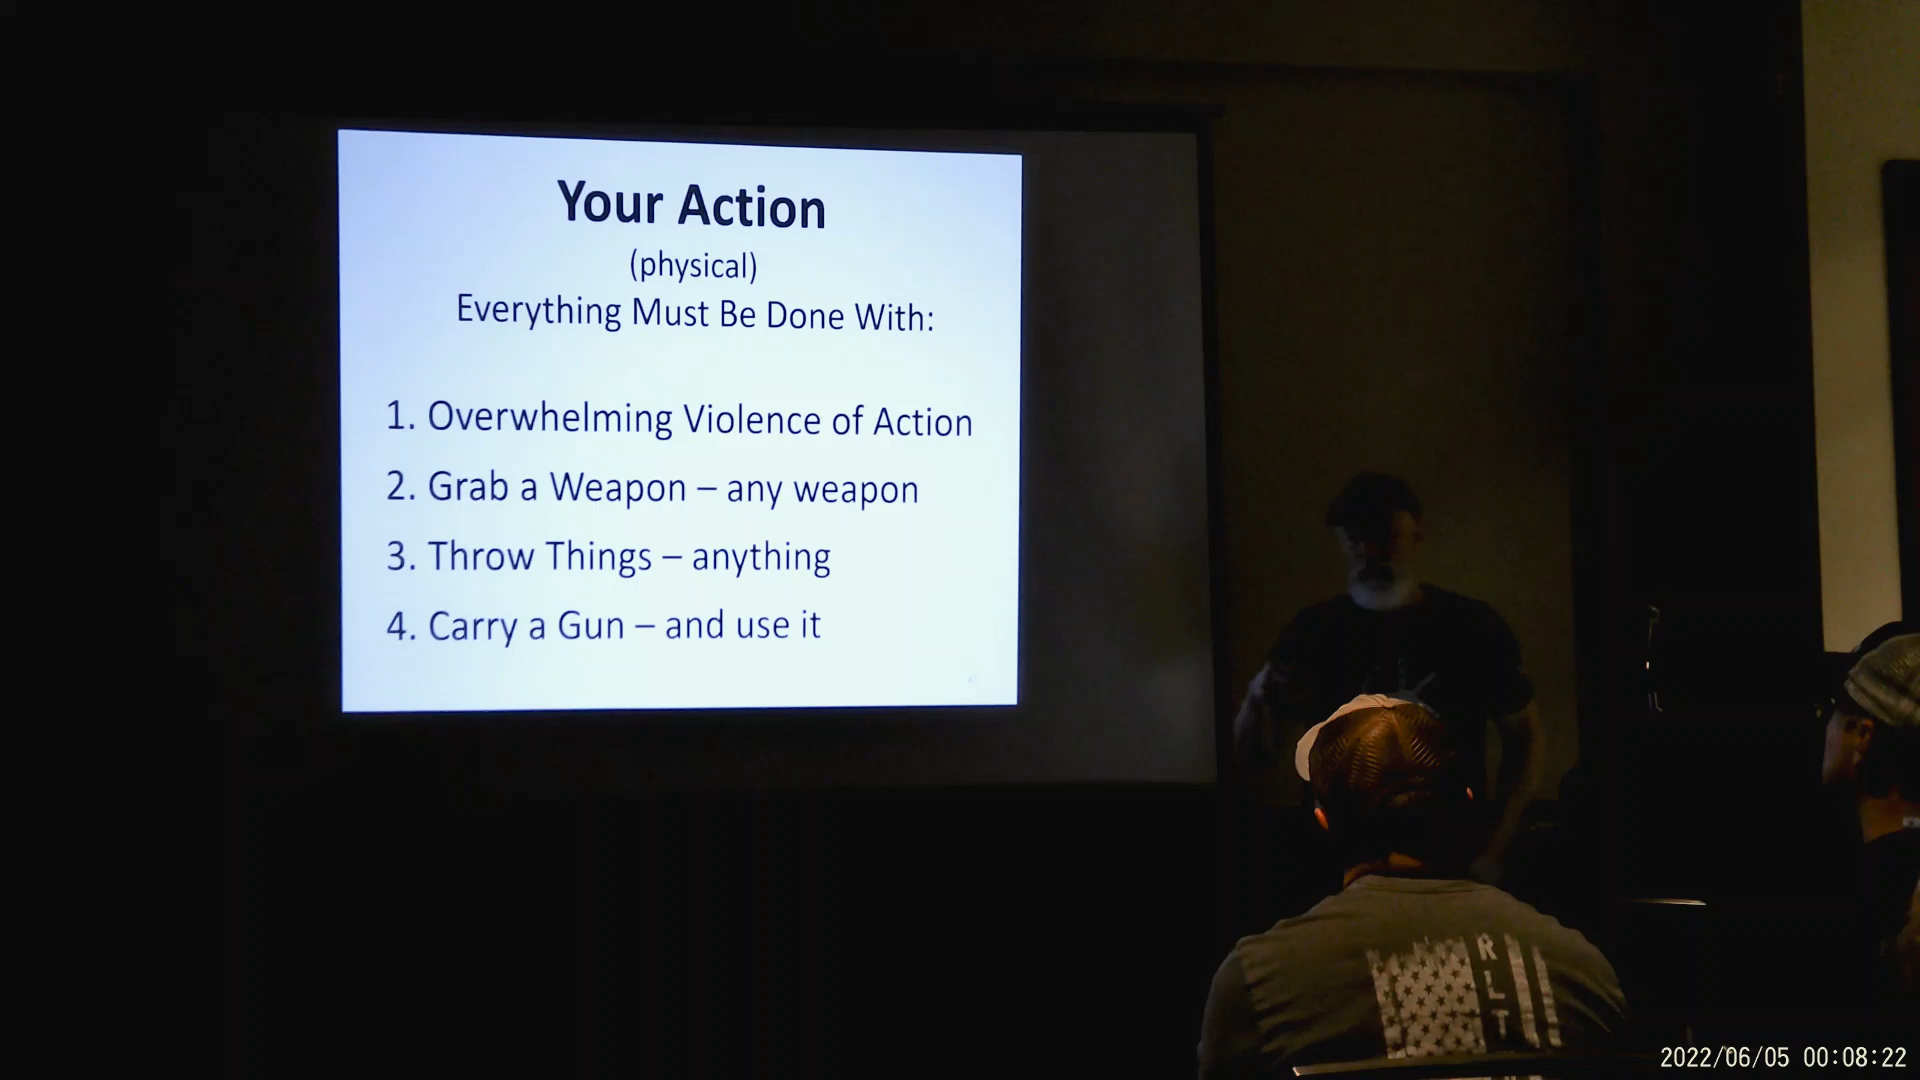 Your Action
(physical)
Everything Must Be Done With:
1. Overwhelming Violence of Action
2. Grab a Weapon – any weapon
3. Throw Things – anything
4. Carry a Gun – and use it
R
L
T
2022/06/05 00:08:22